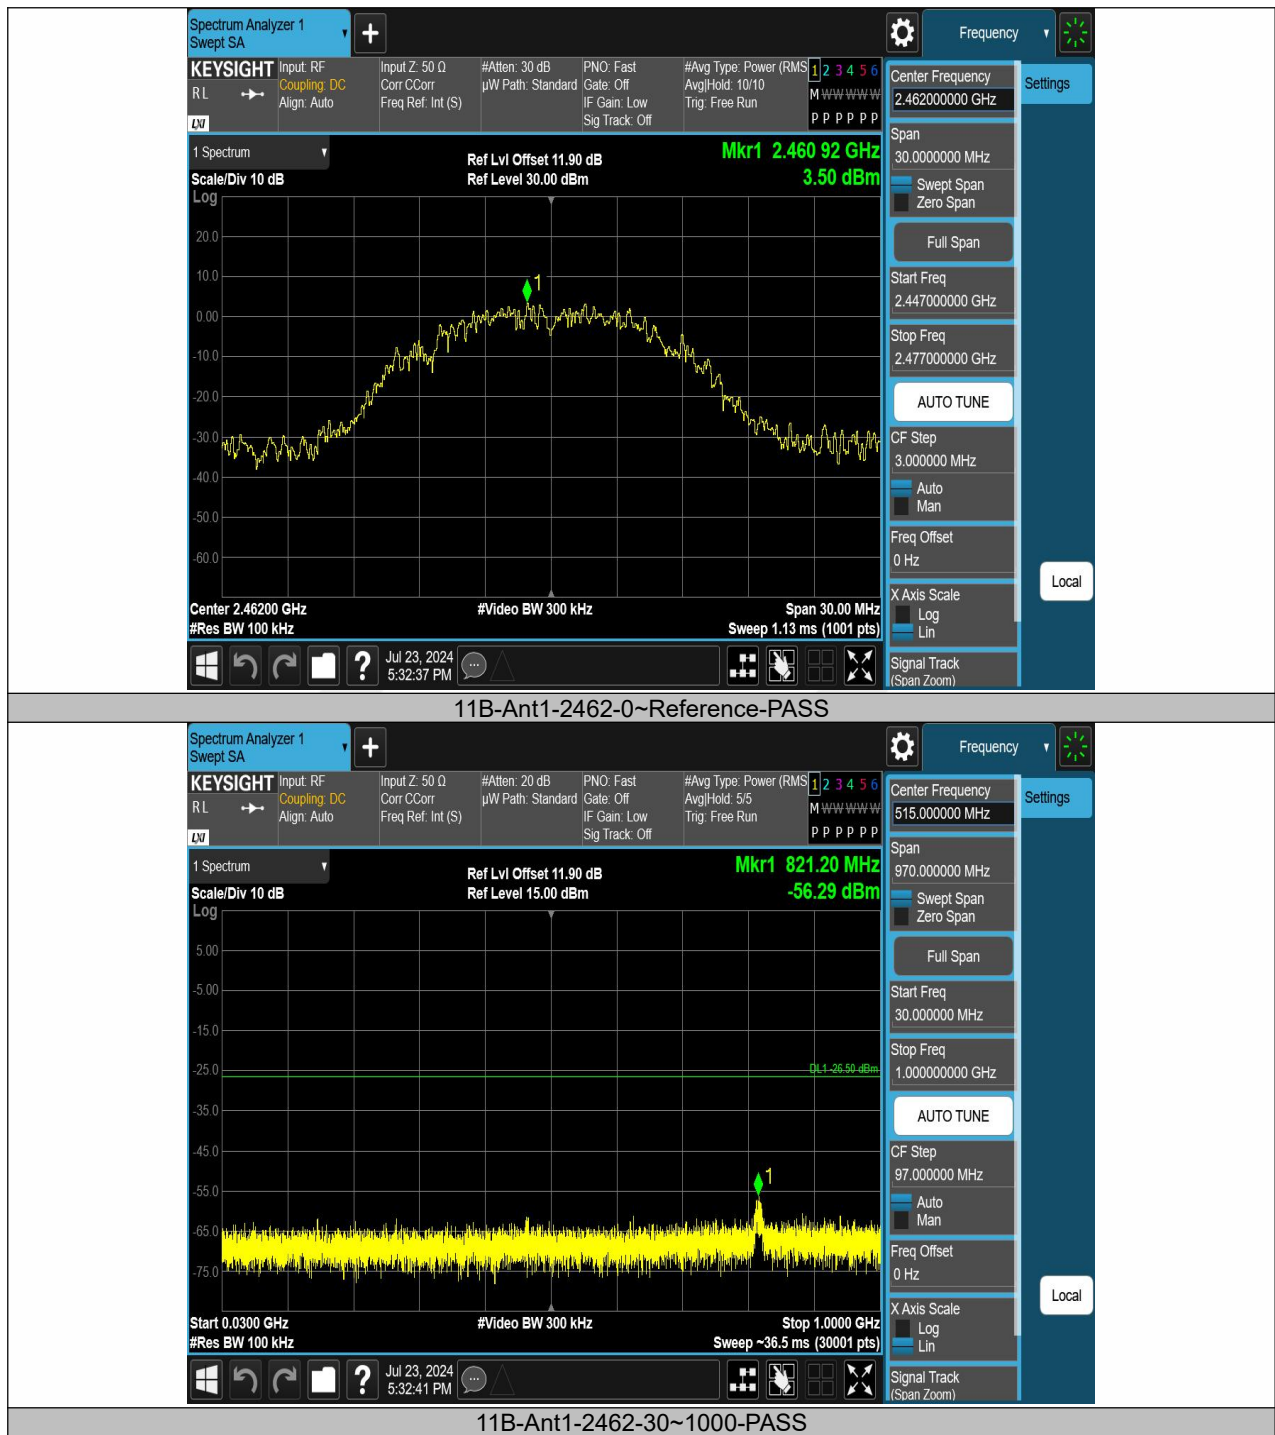 Spectrum Analyzer 1
Swept SA
+
Frequency
KEYSIGHT
RL
LXI
Input: RF
Coupling: DC
Align: Auto
Input Z: 50 Ω
Corr CCorr
Freq Ref: Int (S)
#Atten: 30 dB
µW Path: Standard
PNO: Fast
Gate: Off
IF Gain: Low
Sig Track: Off
#Avg Type: Power (RMS
Avg|Hold: 10/10
Trig: Free Run
1 2 3 4 5 6
M W W W W W
P P P P P P
1 Spectrum
Scale/Div 10 dB
Log
Ref Lvl Offset 11.90 dB
Ref Level 30.00 dBm
Mkr1 2.460 92 GHz
3.50 dBm
20.0
10.0
0.00
-10.0
-20.0
-30.0
-40.0
-50.0
-60.0
1
Center 2.46200 GHz
#Res BW 100 kHz
#Video BW 300 kHz
Span 30.00 MHz
Sweep 1.13 ms (1001 pts)
Center Frequency
2.462000000 GHz
Span
30.0000000 MHz
Swept Span
Zero Span
Full Span
Start Freq
2.447000000 GHz
Stop Freq
2.477000000 GHz
AUTO TUNE
CF Step
3.000000 MHz
Auto
Man
Freq Offset
0 Hz
X Axis Scale
Log
Lin
Signal Track
(Span Zoom)
Settings
Local
?
Jul 23, 2024
5:32:37 PM
11B-Ant1-2462-0~Reference-PASS
Spectrum Analyzer 1
Swept SA
+
Frequency
KEYSIGHT
RL
LXI
Input: RF
Coupling: DC
Align: Auto
Input Z: 50 Ω
Corr CCorr
Freq Ref: Int (S)
#Atten: 20 dB
µW Path: Standard
PNO: Fast
Gate: Off
IF Gain: Low
Sig Track: Off
#Avg Type: Power (RMS
Avg|Hold: 5/5
Trig: Free Run
1 2 3 4 5 6
M W W W W W
P P P P P P
1 Spectrum
Scale/Div 10 dB
Log
Ref Lvl Offset 11.90 dB
Ref Level 15.00 dBm
Mkr1 821.20 MHz
-56.29 dBm
5.00
-5.00
-15.0
-25.0
-35.0
-45.0
-55.0
-65.0
-75.0
DL1 -26.50 dBm
1
Start 0.0300 GHz
#Res BW 100 kHz
#Video BW 300 kHz
Stop 1.0000 GHz
Sweep ~36.5 ms (30001 pts)
Center Frequency
515.000000 MHz
Span
970.000000 MHz
Swept Span
Zero Span
Full Span
Start Freq
30.000000 MHz
Stop Freq
1.000000000 GHz
AUTO TUNE
CF Step
97.000000 MHz
Auto
Man
Freq Offset
0 Hz
X Axis Scale
Log
Lin
Signal Track
(Span Zoom)
Settings
Local
?
Jul 23, 2024
5:32:41 PM
11B-Ant1-2462-30~1000-PASS